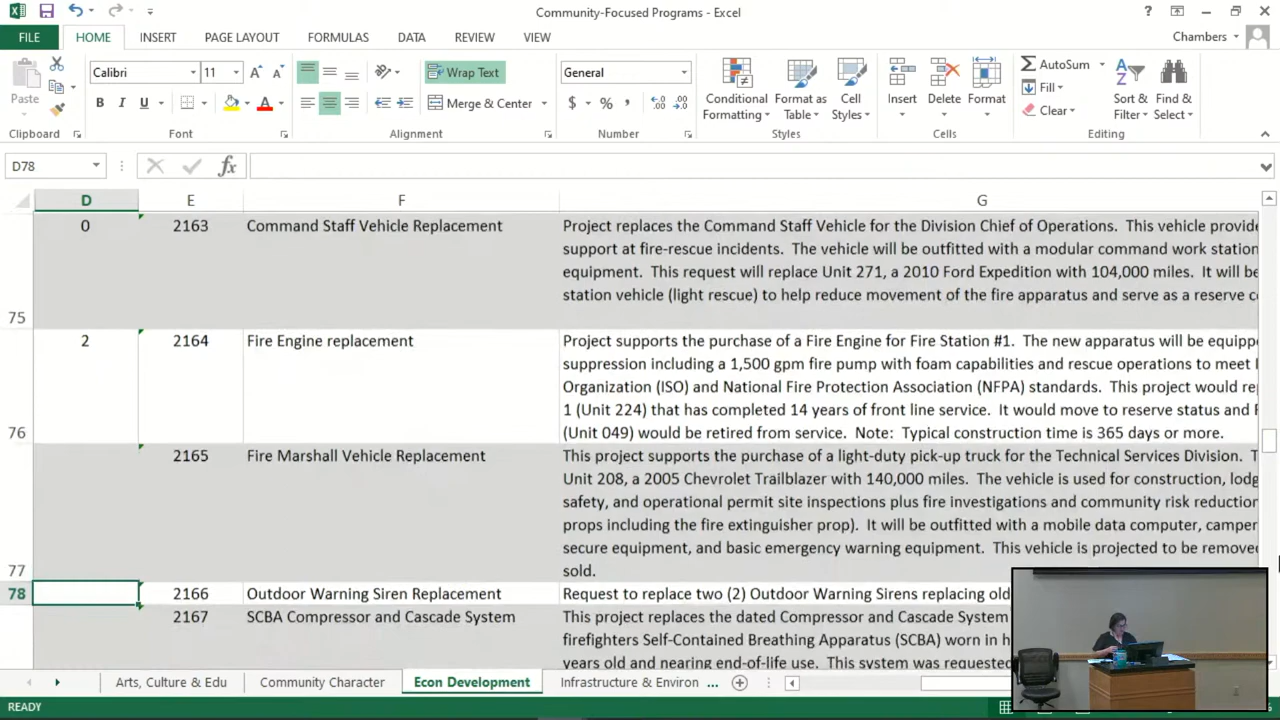 Community-Focused Programs - Excel
FILE HOME INSERT PAGE LAYOUT FORMULAS DATA REVIEW VIEW
Chambers
Paste
Calibri 11
B I U
Wrap Text
Merge & Center
General
$ % ,
Conditional Formatting
Format as Table
Cell Styles
Insert Delete Format
AutoSum
Fill
Clear
Sort & Filter
Find & Select
Clipboard Font Alignment Number Styles Cells Editing
D78
fx
D E F G
75 0 2163 Command Staff Vehicle Replacement
Project replaces the Command Staff Vehicle for the Division Chief of Operations. This vehicle provide
support at fire-rescue incidents. The vehicle will be outfitted with a modular command work station
equipment. This request will replace Unit 271, a 2010 Ford Expedition with 104,000 miles. It will be
station vehicle (light rescue) to help reduce movement of the fire apparatus and serve as a reserve c
76 2 2164 Fire Engine replacement
Project supports the purchase of a Fire Engine for Fire Station #1. The new apparatus will be equipp
suppression including a 1,500 gpm fire pump with foam capabilities and rescue operations to meet
Organization (ISO) and National Fire Protection Association (NFPA) standards. This project would re
1 (Unit 224) that has completed 14 years of front line service. It would move to reserve status and
(Unit 049) would be retired from service. Note: Typical construction time is 365 days or more.
77 2165 Fire Marshall Vehicle Replacement
This project supports the purchase of a light-duty pick-up truck for the Technical Services Division.
Unit 208, a 2005 Chevrolet Trailblazer with 140,000 miles. The vehicle is used for construction, lodg
safety, and operational permit site inspections plus fire investigations and community risk reduction
props including the fire extinguisher prop). It will be outfitted with a mobile data computer, camper
secure equipment, and basic emergency warning equipment. This vehicle is projected to be remove
sold.
78 2166 Outdoor Warning Siren Replacement Request to replace two (2) Outdoor Warning Sirens replacing old
2167 SCBA Compressor and Cascade System
This project replaces the dated Compressor and Cascade System
firefighters Self-Contained Breathing Apparatus (SCBA) worn in h
years old and nearing end-of-life use. This system was requested
Arts, Culture & Edu Community Character Econ Development Infrastructure & Environ ...
READY